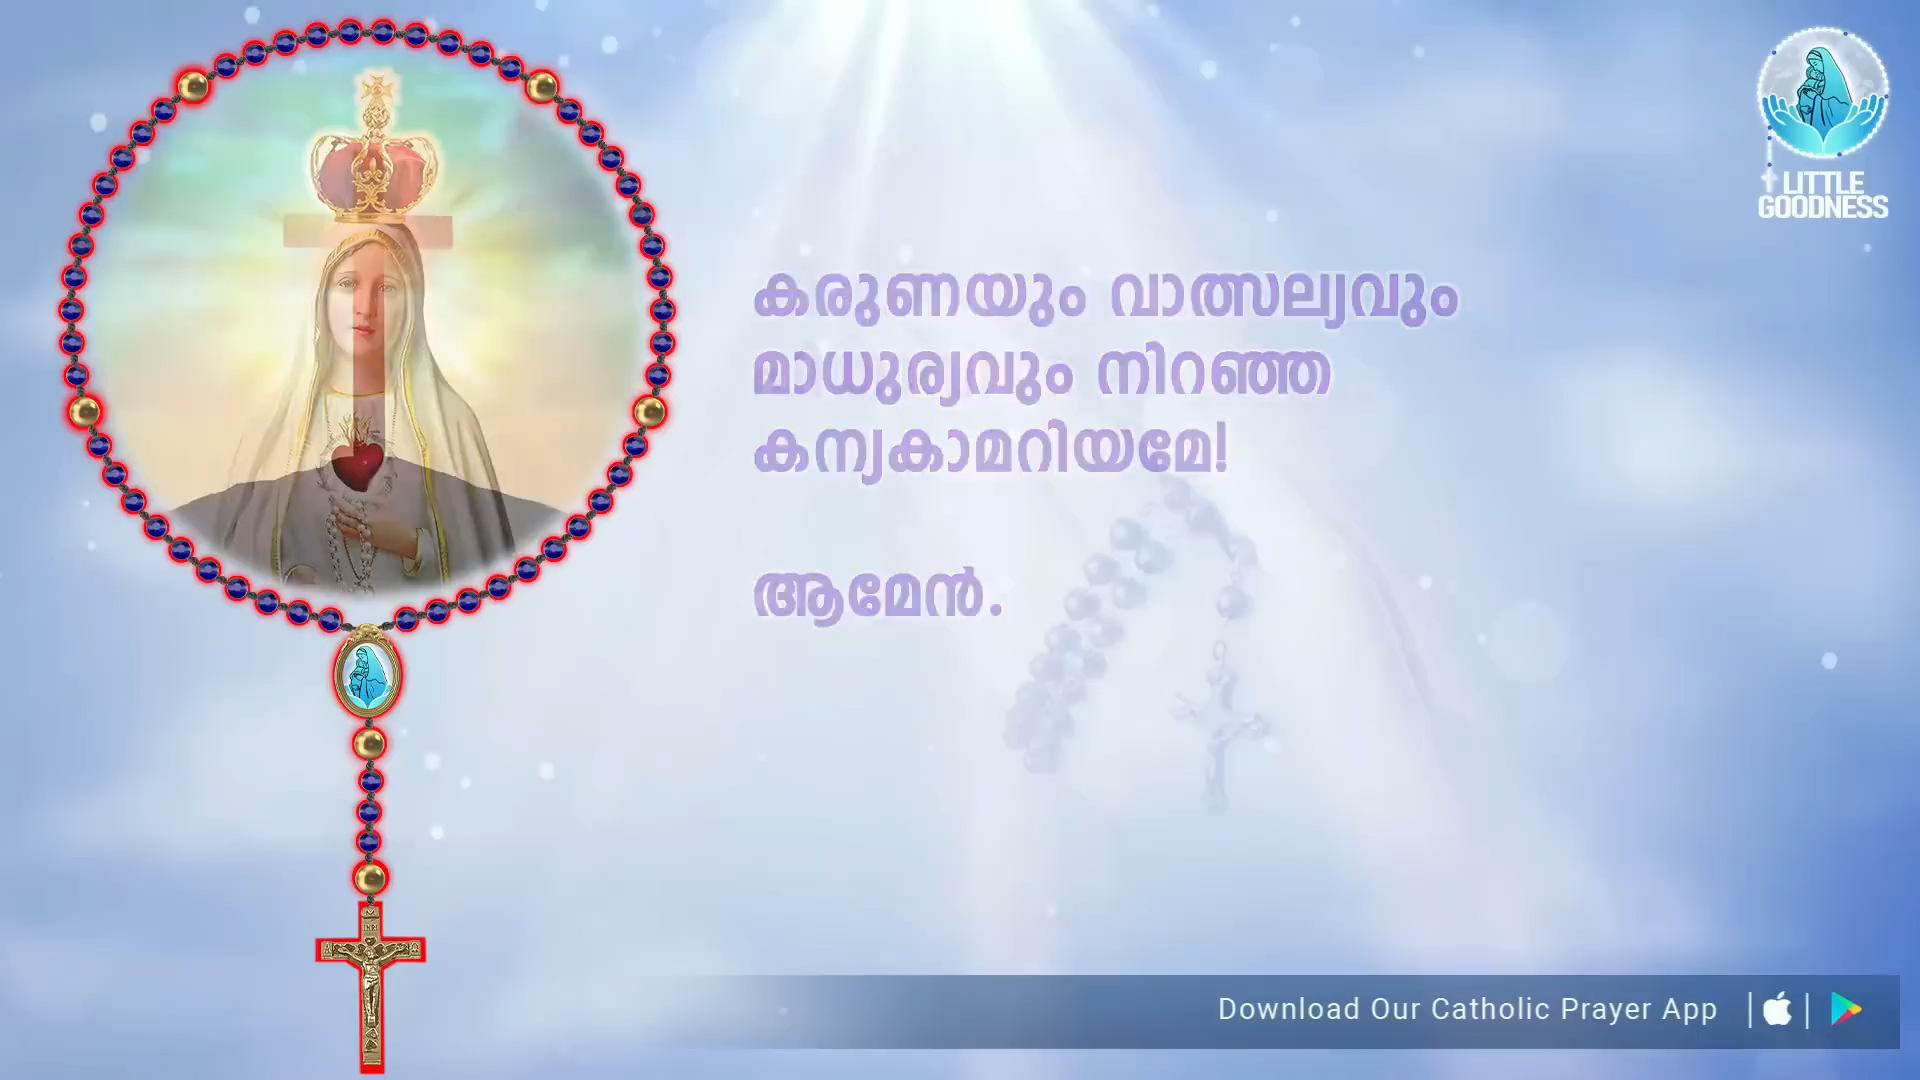 കരുണയും വാത്സല്യവും
മാധുര്യവും നിറഞ്ഞ
കന്യകാമറിയമേ!
ആമേൻ.
LITTLE
GOODNESS
INRI
Download Our Catholic Prayer App